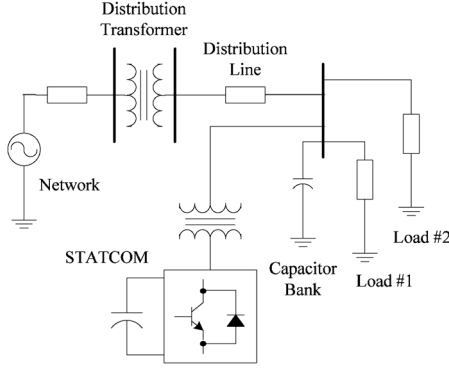 Distribution
Transformer
Distribution
Line
Network
STATCOM
Capacitor
Bank
Load #1
Load #2